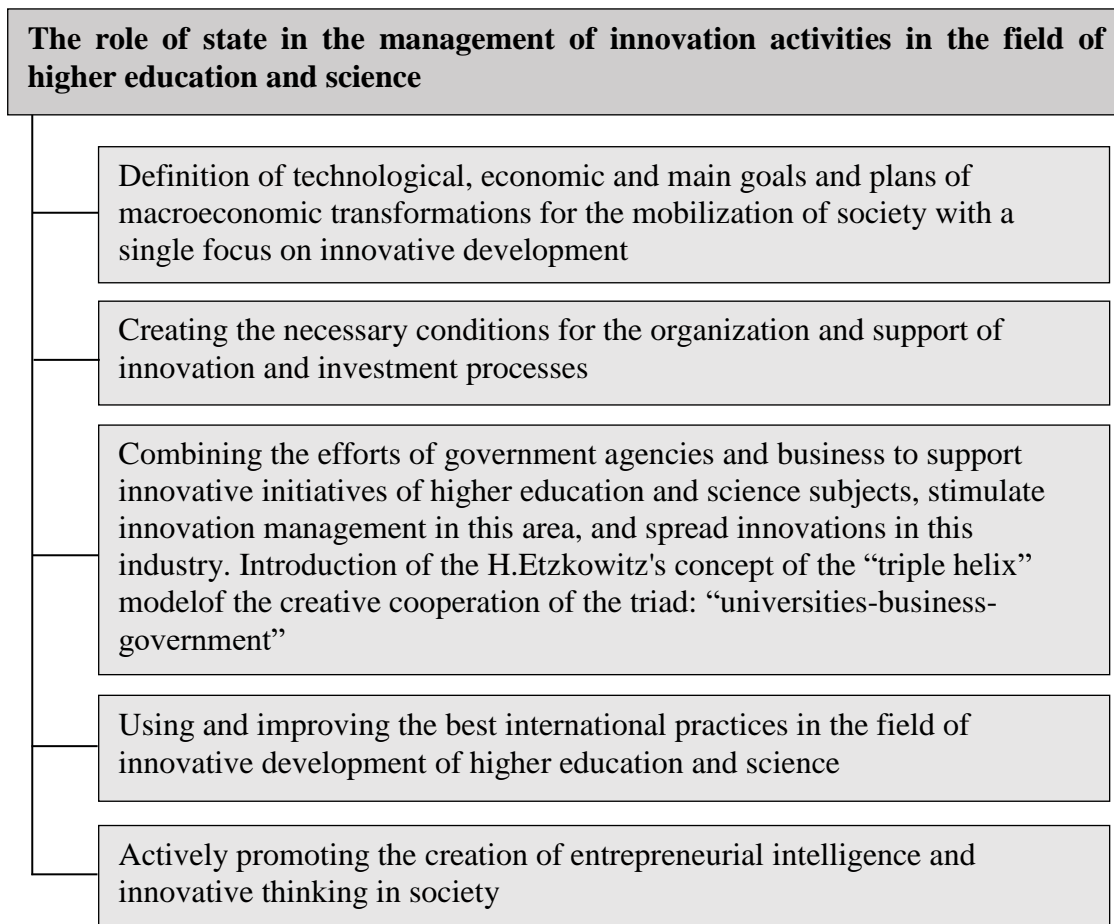 The role of state in the management of innovation activities in the field of
higher education and science
Definition of technological, economic and main goals and plans of
macroeconomic transformations for the mobilization of society with a
single focus on innovative development
Creating the necessary conditions for the organization and support of
innovation and investment processes
Combining the efforts of government agencies and business to support
innovative initiatives of higher education and science subjects, stimulate
innovation management in this area, and spread innovations in this
industry. Introduction of the H.Etzkowitz's concept of the “triple helix”
modelof the creative cooperation of the triad: “universities-business-
government”
Using and improving the best international practices in the field of
innovative development of higher education and science
Actively promoting the creation of entrepreneurial intelligence and
innovative thinking in society